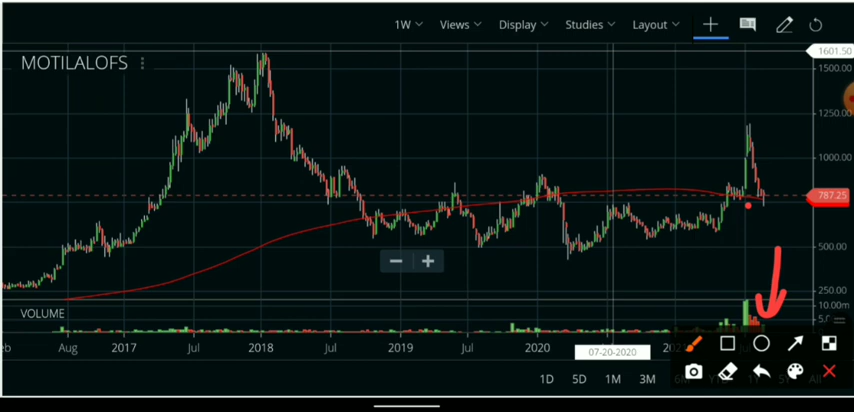 1W Views Display Studies Layout
MOTILALOFS
1601.50
1500.00
1250.00
1000.00
787.25
500.00
250.00
VOLUME
10.00m
Aug 2017 Jul 2018 Jul 2019 Jul 2020 07-20-2020
1D 5D 1M 3M 6M All